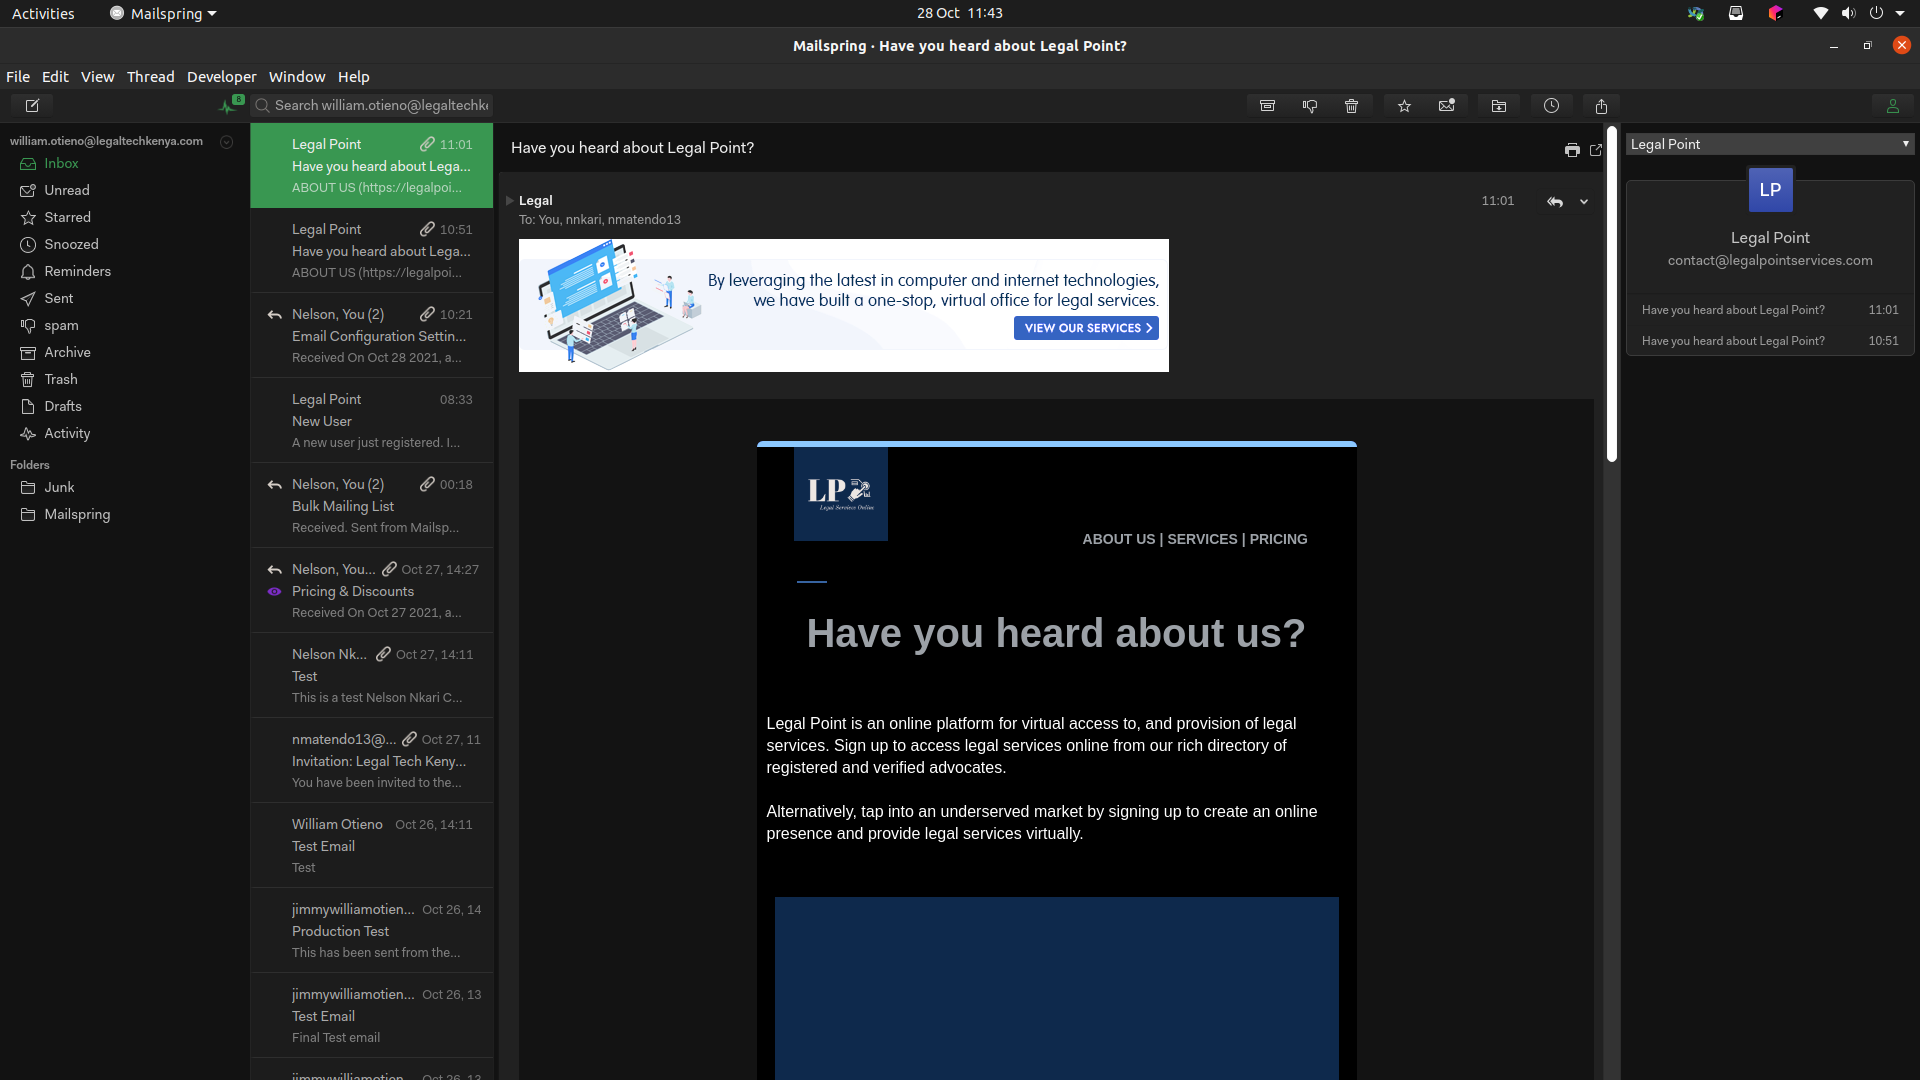 Activities
Mailspring
28 Oct 11:43
Mailspring · Have you heard about Legal Point?
File Edit View Thread Developer Window Help
8
Search william.otieno@legaltechke
william.otieno@legaltechkenya.com
Inbox
Unread
Starred
Snoozed
Reminders
Sent
spam
Archive
Trash
Drafts
Activity
Folders
Junk
Mailspring
Legal Point 11:01
Have you heard about Lega...
ABOUT US (https://legalpoi...
Legal Point 10:51
Have you heard about Lega...
ABOUT US (https://legalpoi...
Nelson, You (2) 10:21
Email Configuration Settin...
Received On Oct 28 2021, a...
Legal Point 08:33
New User
A new user just registered. I...
Nelson, You (2) 00:18
Bulk Mailing List
Received. Sent from Mailsp...
Nelson, You... Oct 27, 14:27
Pricing & Discounts
Received On Oct 27 2021, a...
Nelson Nk... Oct 27, 14:11
Test
This is a test Nelson Nkari C...
nmatendo13@... Oct 27, 11
Invitation: Legal Tech Keny...
You have been invited to the...
William Otieno Oct 26, 14:11
Test Email
Test
jimmywilliamotien... Oct 26, 14
Production Test
This has been sent from the...
jimmywilliamotien... Oct 26, 13
Test Email
Final Test email
jimmywilliamotien... Oct 26, 13
Have you heard about Legal Point?
Legal 11:01
To: You, nnkari, nmatendo13
By leveraging the latest in computer and internet technologies,
we have built a one-stop, virtual office for legal services.
VIEW OUR SERVICES
LP
Legal Services Online
ABOUT US | SERVICES | PRICING
Have you heard about us?
Legal Point is an online platform for virtual access to, and provision of legal
services. Sign up to access legal services online from our rich directory of
registered and verified advocates.
Alternatively, tap into an underserved market by signing up to create an online
presence and provide legal services virtually.
Legal Point
LP
Legal Point
contact@legalpointservices.com
Have you heard about Legal Point? 11:01
Have you heard about Legal Point? 10:51